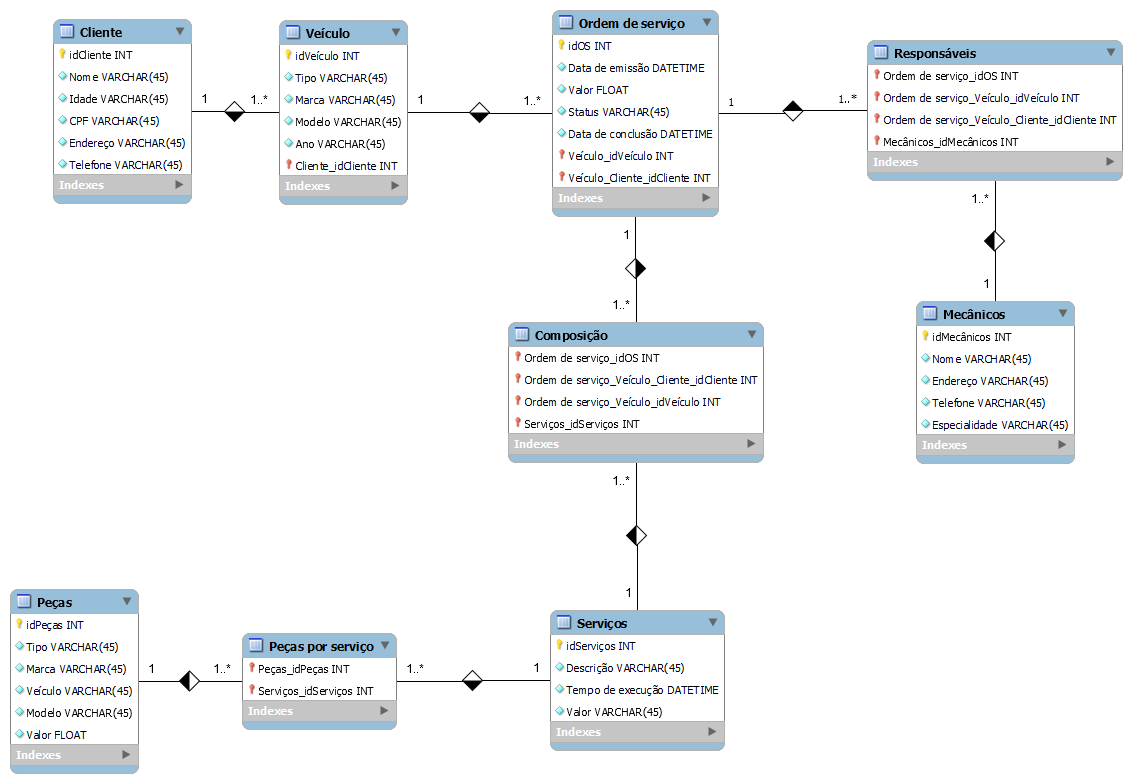 Cliente
idCliente INT
Nome VARCHAR(45)
Idade VARCHAR(45)
CPF VARCHAR(45)
Endereço VARCHAR(45)
Telefone VARCHAR(45)
Indexes
1
1..*
Veículo
idVeículo INT
Tipo VARCHAR(45)
Marca VARCHAR(45)
Modelo VARCHAR(45)
Ano VARCHAR(45)
Cliente_idCliente INT
Indexes
1
1..*
Ordem de serviço
idOS INT
Data de emissão DATETIME
Valor FLOAT
Status VARCHAR(45)
Data de conclusão DATETIME
Veículo_idVeículo INT
Veículo_Cliente_idCliente INT
Indexes
1
1..*
Responsáveis
Ordem de serviço_idOS INT
Ordem de serviço_Veículo_idVeículo INT
Ordem de serviço_Veículo_Cliente_idCliente INT
Mecânicos_idMecânicos INT
Indexes
1..*
1
Mecânicos
idMecânicos INT
Nome VARCHAR(45)
Endereço VARCHAR(45)
Telefone VARCHAR(45)
Especialidade VARCHAR(45)
Indexes
1
1..*
Composição
Ordem de serviço_idOS INT
Ordem de serviço_Veículo_Cliente_idCliente INT
Ordem de serviço_Veículo_idVeículo INT
Serviços_idServiços INT
Indexes
1..*
1
Peças
idPeças INT
Tipo VARCHAR(45)
Marca VARCHAR(45)
Veículo VARCHAR(45)
Modelo VARCHAR(45)
Valor FLOAT
Indexes
1
1..*
Peças por serviço
Peças_idPeças INT
Serviços_idServiços INT
Indexes
1..*
1
Serviços
idServiços INT
Descrição VARCHAR(45)
Tempo de execução DATETIME
Valor VARCHAR(45)
Indexes